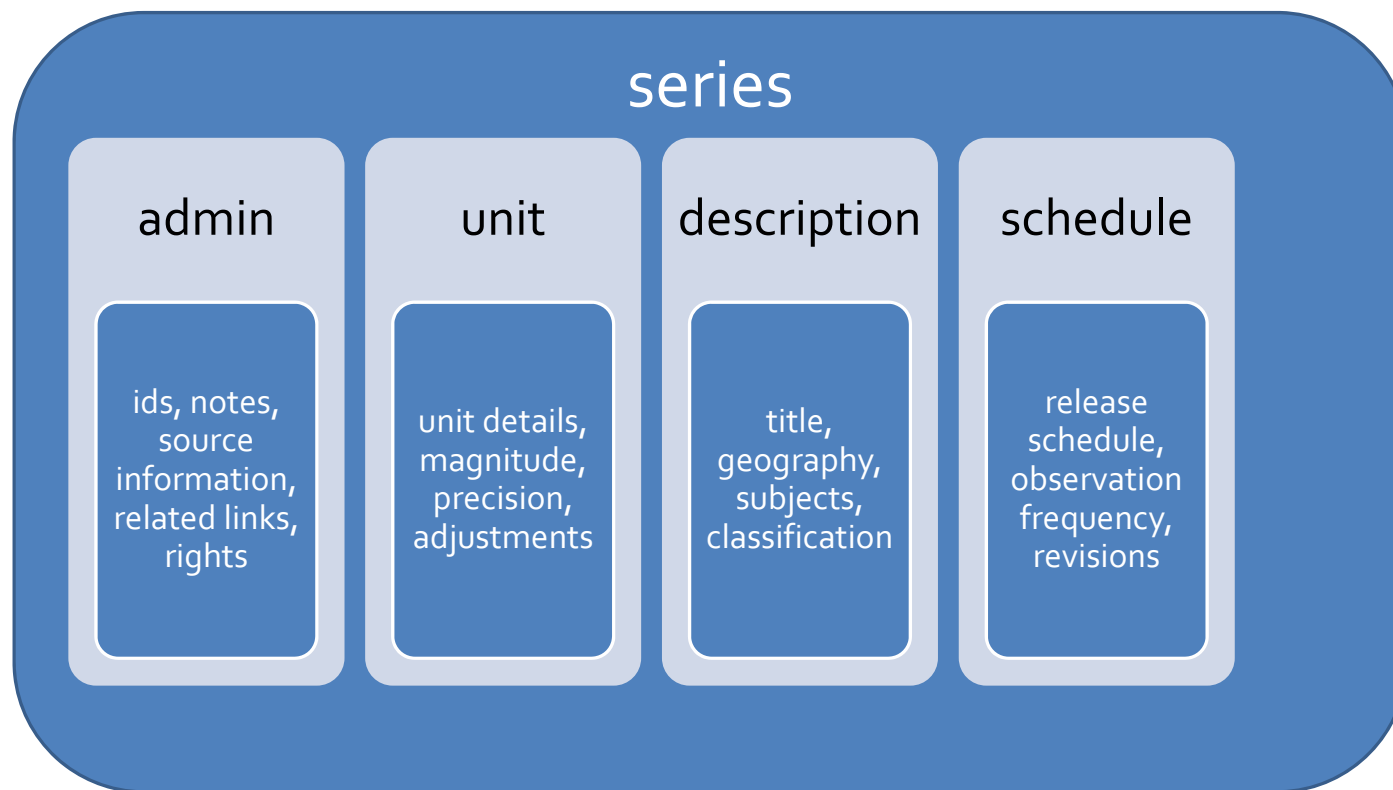 series
admin
ids, notes,
source
information,
related links,
rights
unit
unit details,
magnitude,
precision,
adjustments
description
title,
geography,
subjects,
classification
schedule
release
schedule,
observation
frequency,
revisions